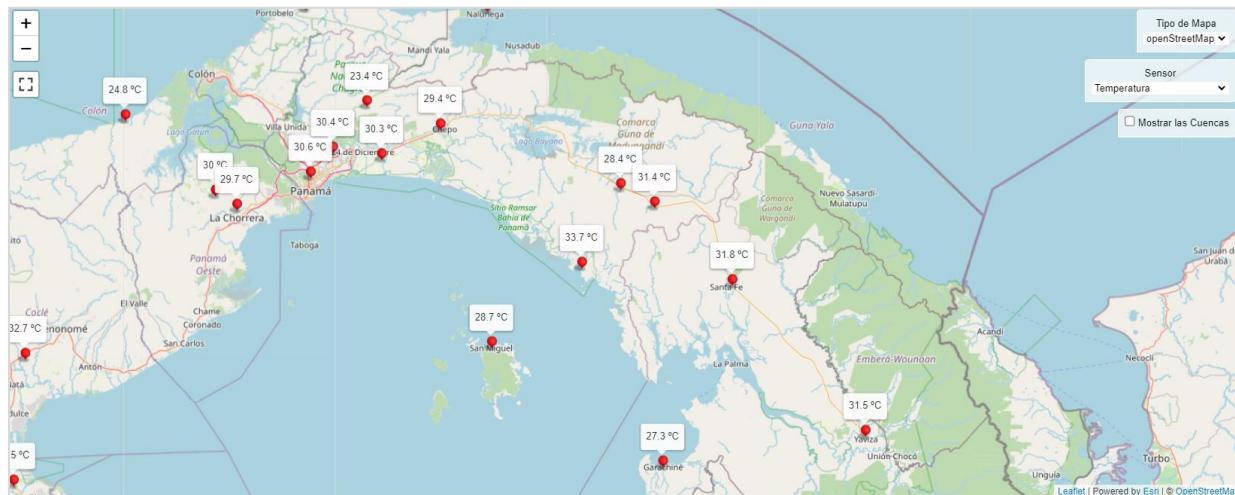 Portobelo
Nalunega
Nusadub
Mandi Yala
+
−
Tipo de Mapa
openStreetMap
Sensor
Temperatura
Mostrar las Cuencas
Colón
24.8 ºC
Colón
23.4 ºC
29.4 ºC
Chepo
Villa Unida
30.4 ºC
30.3 ºC
24 de Diciembre
30.6 ºC
Lago Gatún
Lago Bayano
Comarca
Guna de
Madungandí
Guna Yala
30 ºC
29.7 ºC
Panamá
La Chorrera
28.4 ºC
31.4 ºC
Nuevo Sasardí-
Mulatupu
Comarca
Guna de
Wargandí
Sitio Ramsar
Bahía de
Panamá
Taboga
33.7 ºC
31.8 ºC
Santa Fe
San Juan de
Urabá
Panamá
Oeste
El Valle
Chame
Coronado
San Carlos
Coclé
32.7 ºC
Antón
28.7 ºC
San Miguel
Acandí
Necoclí
La Palma
Emberá-Wounaan
31.5 ºC
Yaviza
27.3 ºC
Garachiné
Unión Chocó
Unguía
Turbo
Leaflet | Powered by Esri | © OpenStreetMa